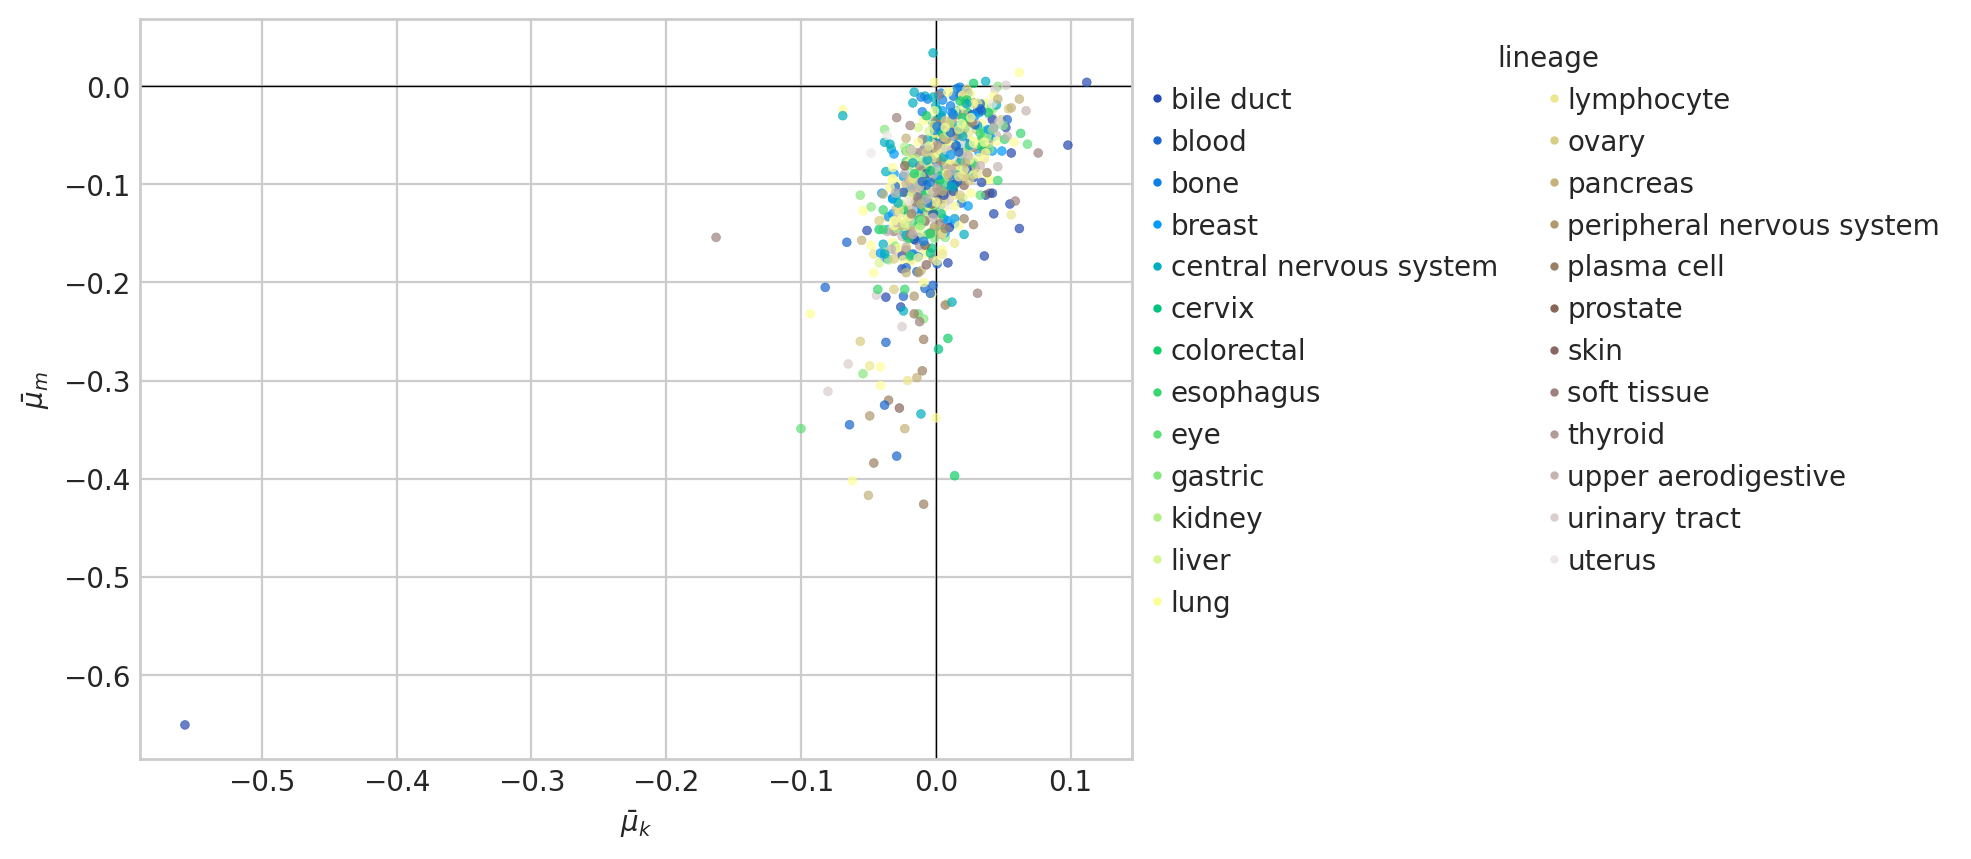 lineage
bile duct
blood
bone
breast
central nervous system
cervix
colorectal
esophagus
eye
gastric
kidney
liver
lung
lymphocyte
ovary
pancreas
peripheral nervous system
plasma cell
prostate
skin
soft tissue
thyroid
upper aerodigestive
urinary tract
uterus
0.0
−0.1
−0.2
−0.3
−0.4
−0.5
−0.6
μ̄ₘ
−0.5
−0.4
−0.3
−0.2
−0.1
0.0
0.1
μ̄ₖ